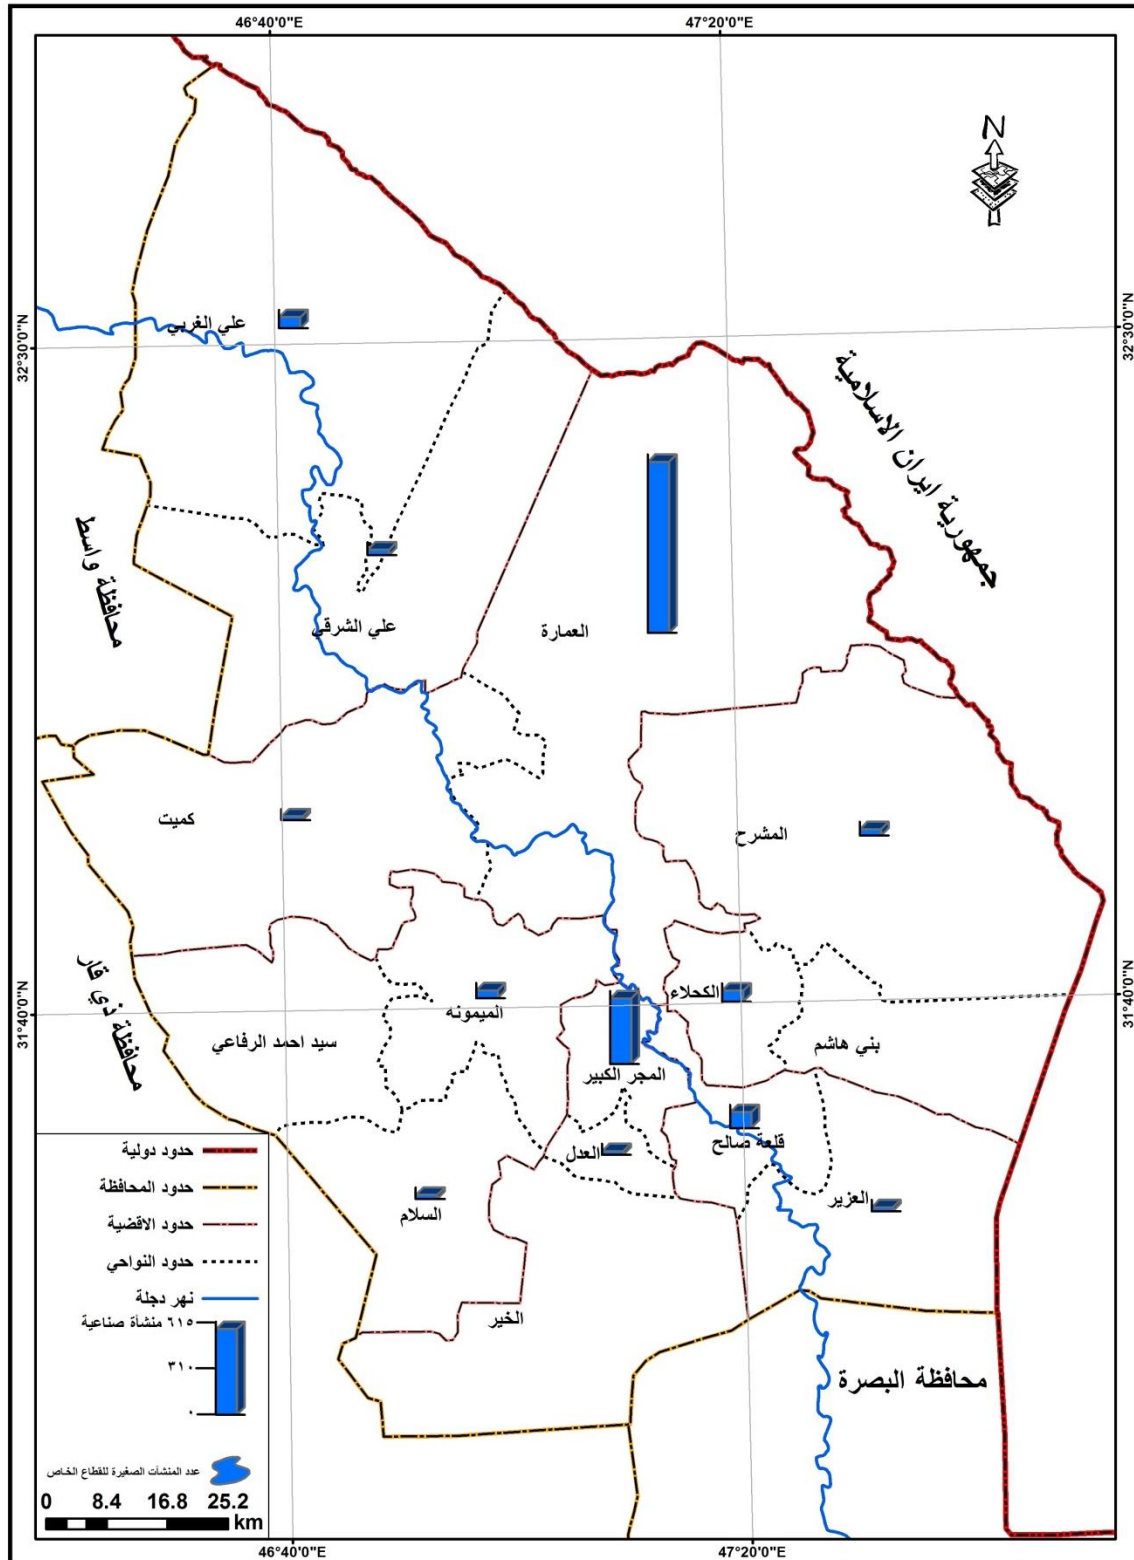 46°40'0"E
47°20'0"E
N
32°30'0"N
32°30'0"N
علي الغربي
جمهورية ايران الاسلامية
محافظة واسط
علي الشرقي
العمارة
كميت
المشرح
محافظة ذي قار
31°40'0"N
31°40'0"N
الكحلاء
الميمونه
سيد احمد الرفاعي
بني هاشم
المجر الكبير
قلعة صالح
العدل
العزير
السلام
الخير
محافظة البصرة
حدود دولية
حدود المحافظة
حدود الاقضية
حدود النواحي
نهر دجلة
٦١٥ منشأة صناعية
٣١٠
٠
عدد المنشآت الصغيرة للقطاع الخاص
0 8.4 16.8 25.2
km
46°40'0"E
47°20'0"E